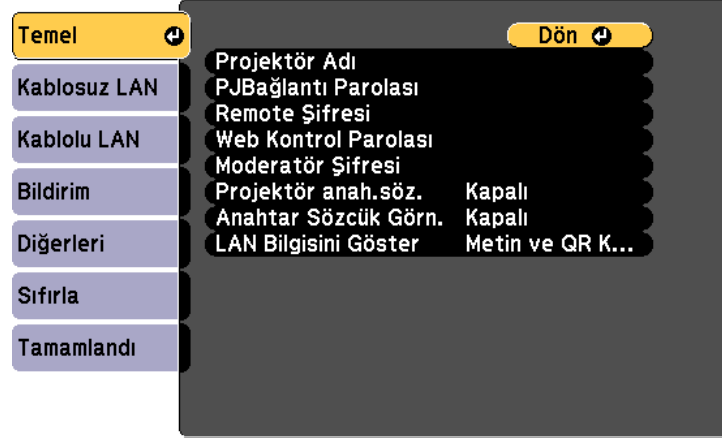 Temel
Kablosuz LAN
Kablolu LAN
Bildirim
Diğerleri
Sıfırla
Tamamlandı
Dön
Projektör Adı
PJBağlantı Parolası
Remote Şifresi
Web Kontrol Parolası
Moderatör Şifresi
Projektör anah.söz. Kapalı
Anahtar Sözcük Görn. Kapalı
LAN Bilgisini Göster Metin ve QR K...